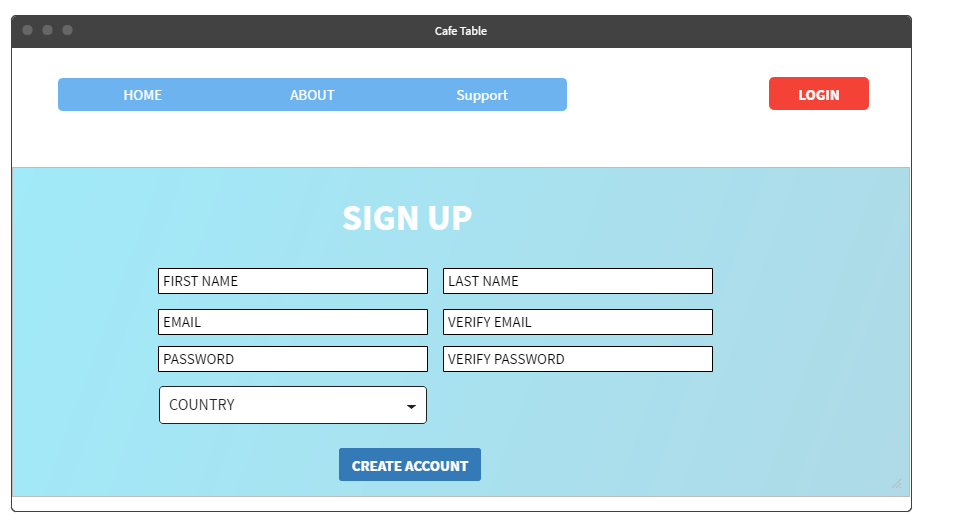 Cafe Table
HOME ABOUT Support LOGIN
SIGN UP
FIRST NAME LAST NAME
EMAIL VERIFY EMAIL
PASSWORD VERIFY PASSWORD
COUNTRY
CREATE ACCOUNT